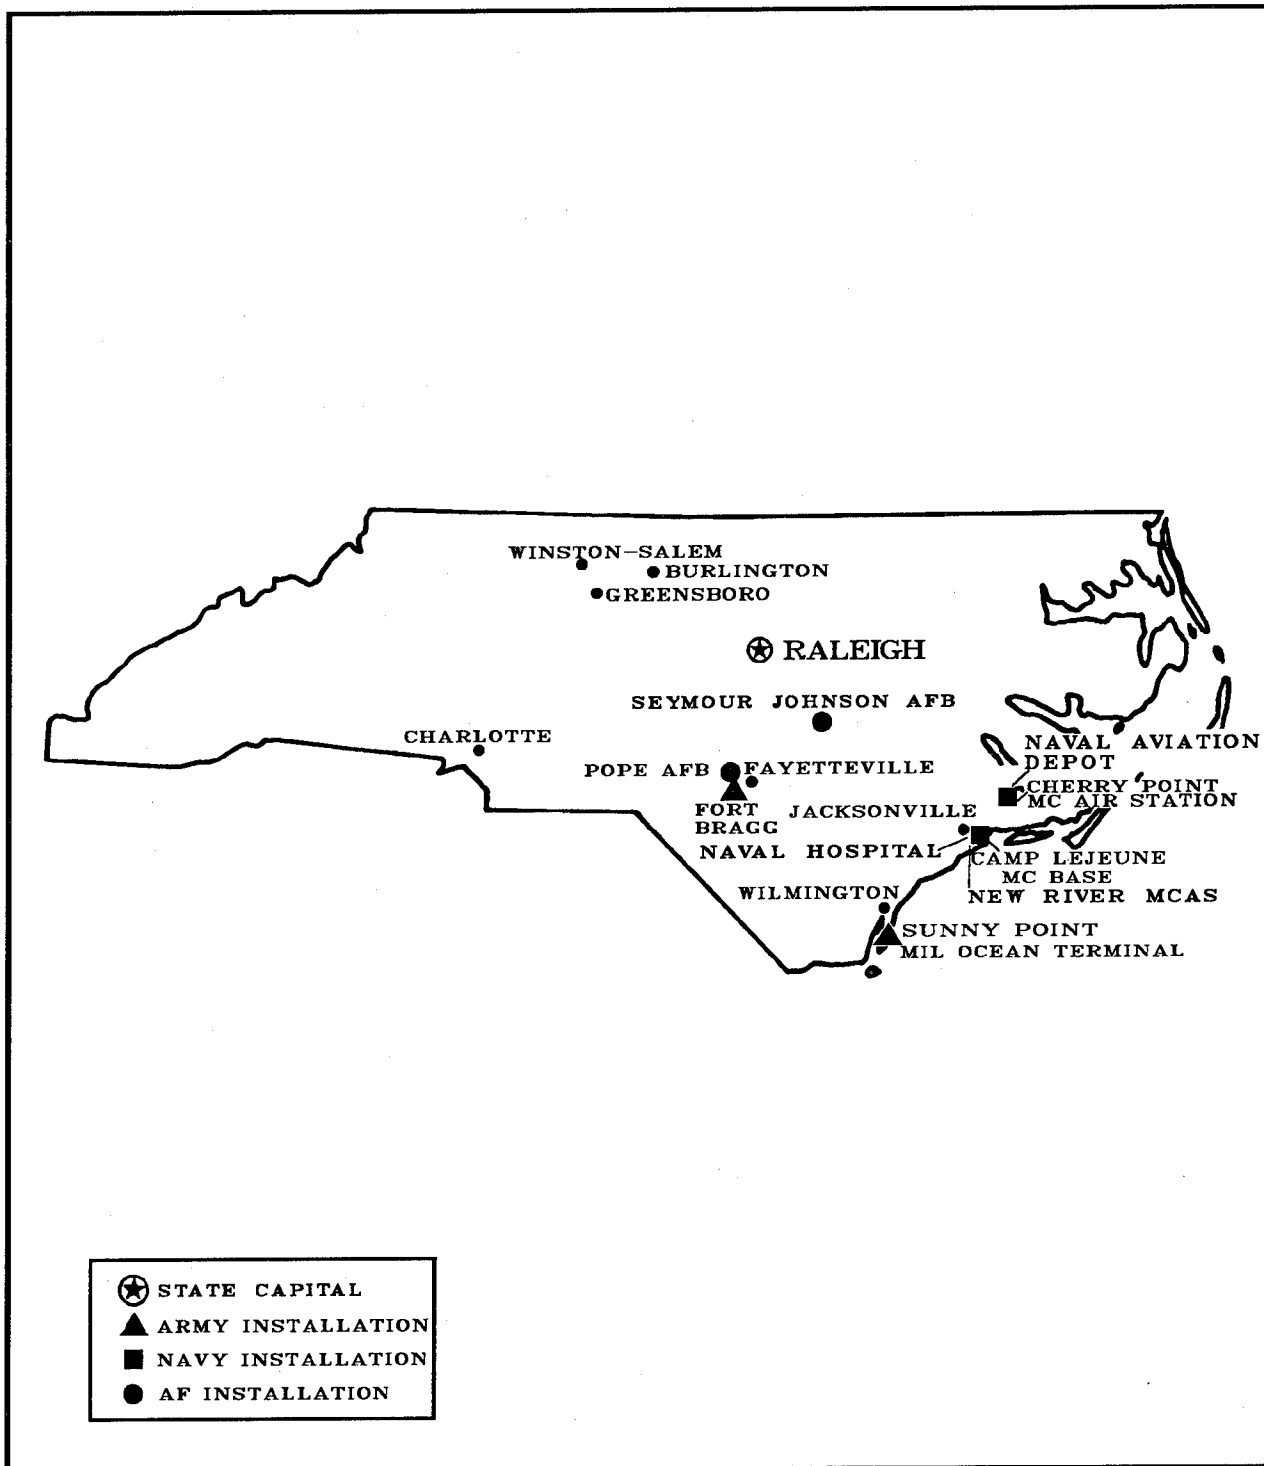 WINSTON-SALEM
BURLINGTON
GREENSBORO
RALEIGH
SEYMOUR JOHNSON AFB
CHARLOTTE
NAVAL AVIATION
DEPOT
POPE AFB
FAYETTEVILLE
CHERRY POINT
MC AIR STATION
FORT
BRAGG
JACKSONVILLE
NAVAL HOSPITAL
CAMP LEJEUNE
MC BASE
NEW RIVER MCAS
WILMINGTON
SUNNY POINT
MIL OCEAN TERMINAL
STATE CAPITAL
ARMY INSTALLATION
NAVY INSTALLATION
AF INSTALLATION